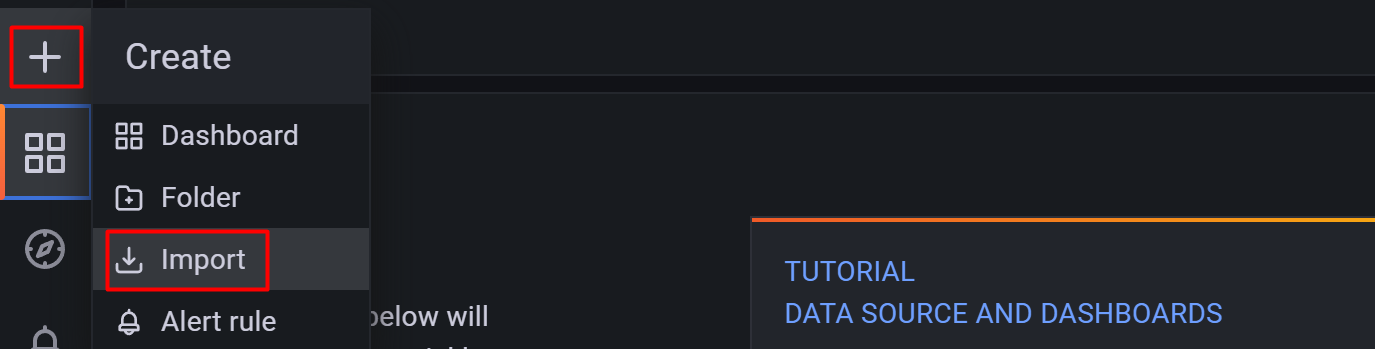 Create
Dashboard
Folder
Import
Alert rule
below will
TUTORIAL
DATA SOURCE AND DASHBOARDS